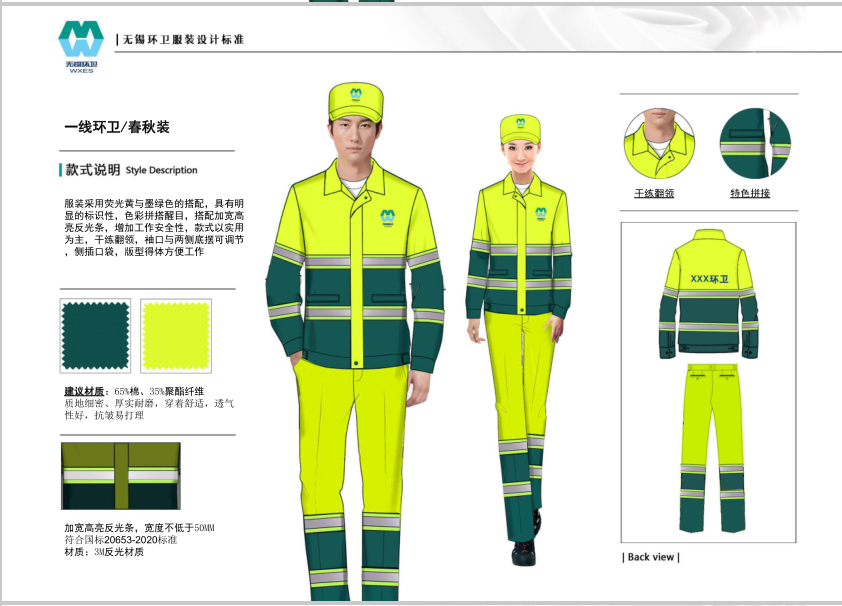 无锡环卫
WXES
无锡环卫服装设计标准
一线环卫/春秋装
款式说明 Style Description
服装采用荧光黄与墨绿色的搭配，具有明
显的标识性，色彩拼搭醒目，搭配加宽高
亮反光条，增加工作安全性，款式以实用
为主，干练翻领，袖口与两侧底摆可调节
，侧插口袋，版型得体方便工作
建议材质：65%棉、35%聚酯纤维
质地细密、厚实耐磨，穿着舒适，透气
性好，抗皱易打理
加宽高亮反光条，宽度不低于50MM
符合国标20653-2020标准
材质：3M反光材质
干练翻领
特色拼接
XXX环卫
| Back view |